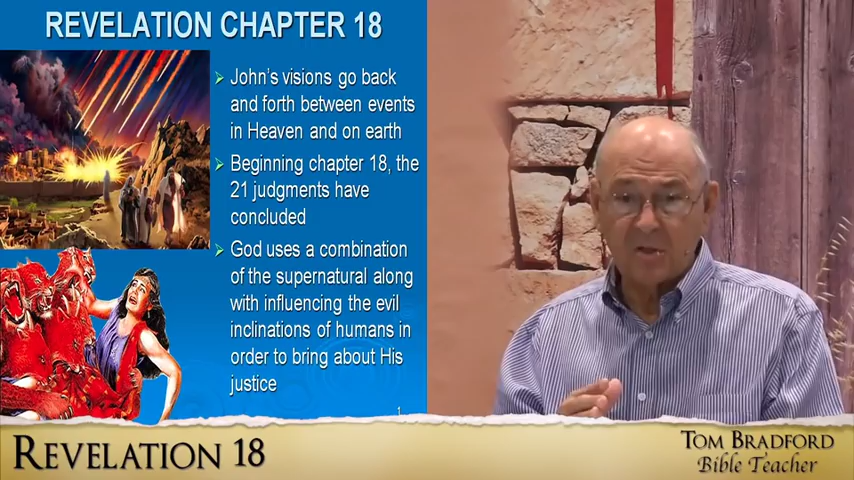 REVELATION CHAPTER 18
John's visions go back
and forth between events
in Heaven and on earth
Beginning chapter 18, the
21 judgments have
concluded
God uses a combination
of the supernatural along
with influencing the evil
inclinations of humans in
order to bring about His
justice
1
REVELATION 18
TOM BRADFORD
Bible Teacher